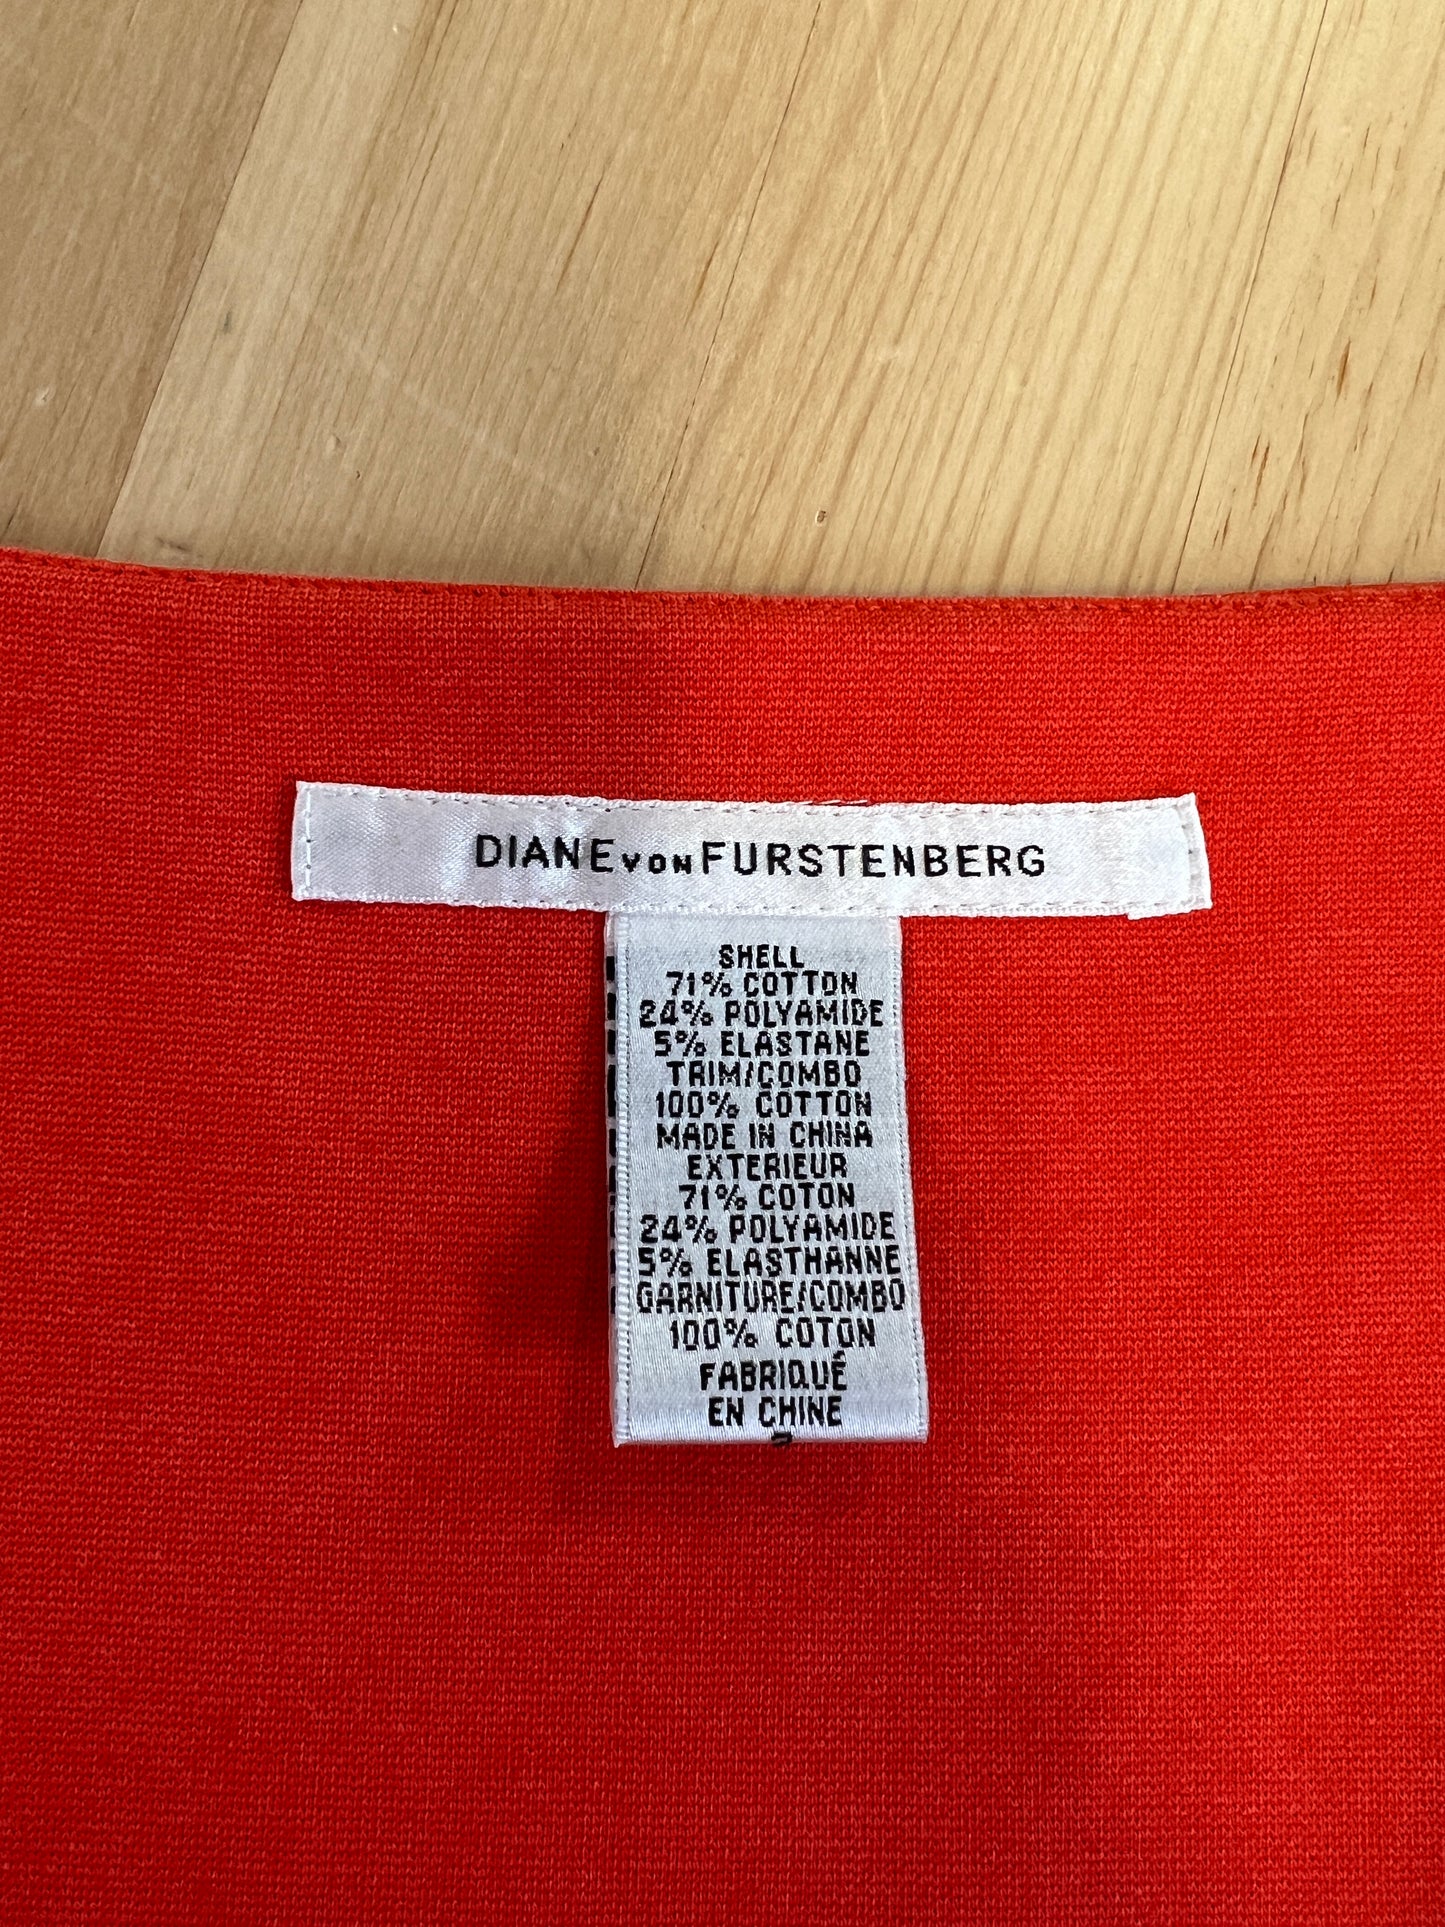 DIANE VON FURSTENBERG
SHELL
71% COTTON
24% POLYAMIDE
5% ELASTANE
TRIM/COMBO
100% COTTON
MADE IN CHINA
EXTERIEUR
71% COTON
24% POLYAMIDE
5% ELASTHANNE
GARNITURE/COMBO
100% COTON
FABRIQUÉ
EN CHINE